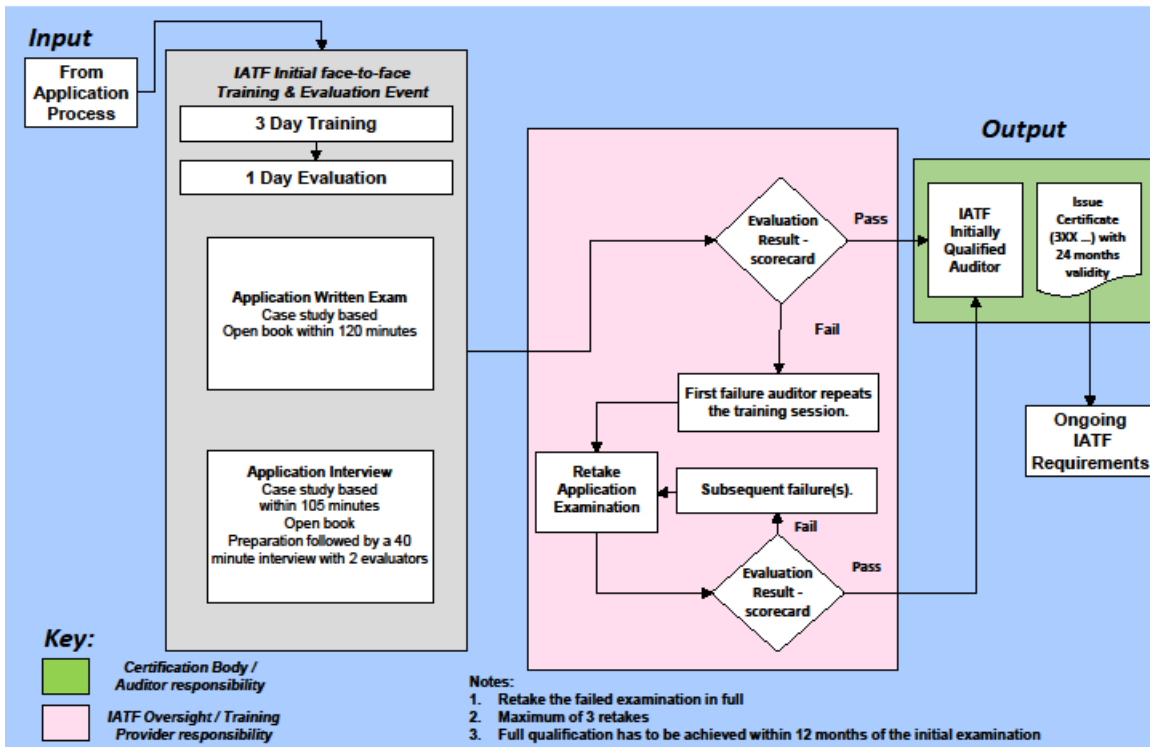 Input
From
Application
Process
IATF Initial face-to-face
Training & Evaluation Event
3 Day Training
1 Day Evaluation
Application Written Exam
Case study based
Open book within 120 minutes
Application Interview
Case study based
within 105 minutes
Open book
Preparation followed by a 40
minute interview with 2 evaluators
Evaluation
Result -
scorecard
Pass
Fail
First failure auditor repeats
the training session.
Retake
Application
Examination
Subsequent failure(s).
Fail
Evaluation
Result -
scorecard
Pass
Output
IATF
Initially
Qualified
Auditor
Issue
Certificate
(3XX ...) with
24 months
validity
Ongoing
IATF
Requirements
Key:
Certification Body /
Auditor responsibility
IATF Oversight / Training
Provider responsibility
Notes:
1. Retake the failed examination in full
2. Maximum of 3 retakes
3. Full qualification has to be achieved within 12 months of the initial examination